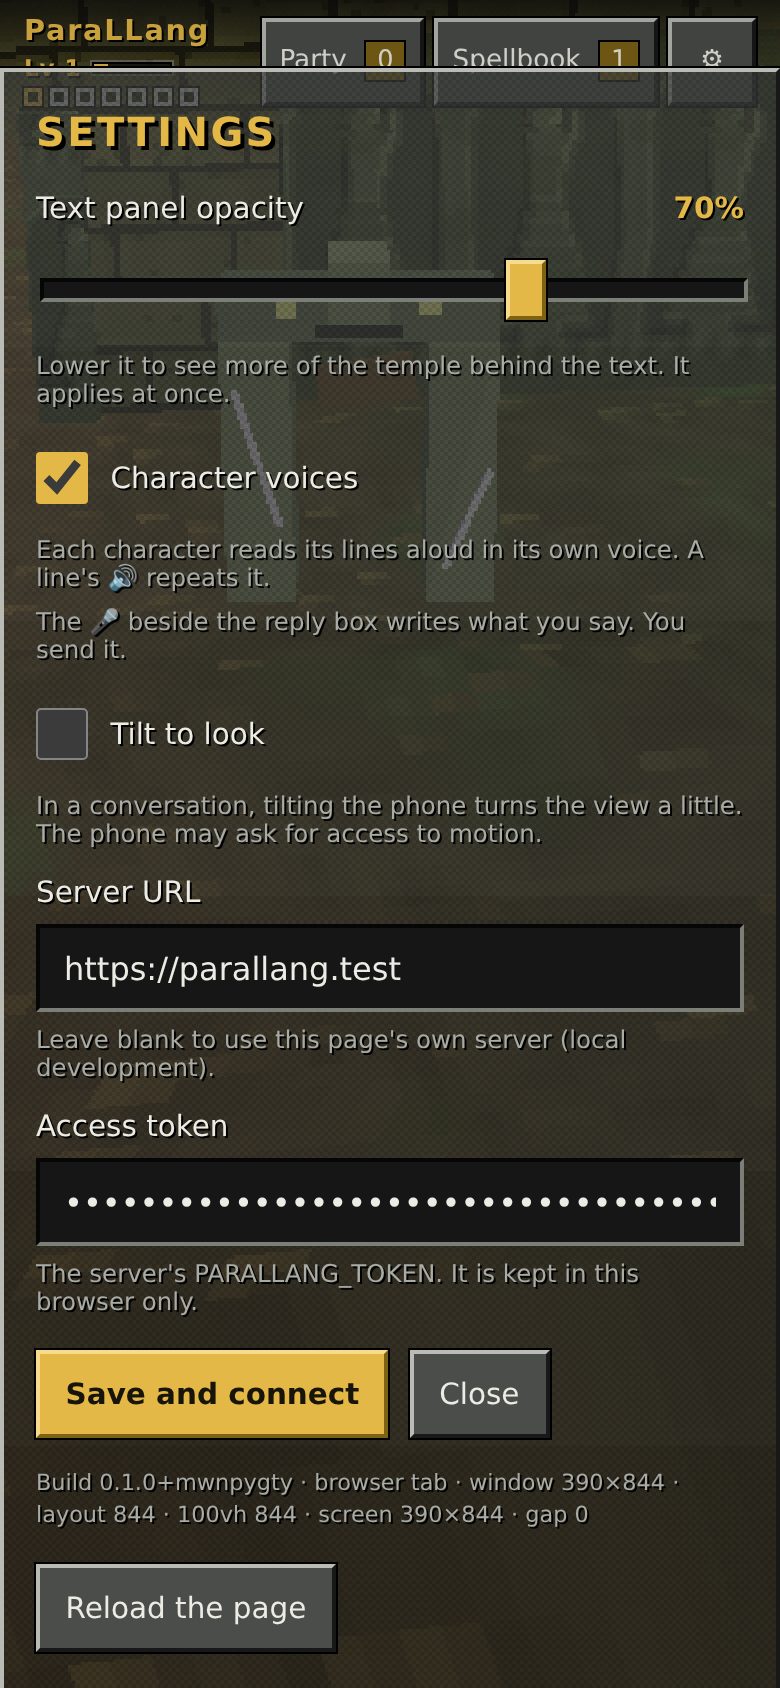 ParaLLang
Lv 1
Party 0
Spellbook 1
⚙
SETTINGS
Text panel opacity 70%
Lower it to see more of the temple behind the text. It
applies at once.
Character voices
Each character reads its lines aloud in its own voice. A
line's 🔊 repeats it.
The 🎤 beside the reply box writes what you say. You
send it.
Tilt to look
In a conversation, tilting the phone turns the view a little.
The phone may ask for access to motion.
Server URL
https://parallang.test
Leave blank to use this page's own server (local
development).
Access token
The server's PARALLANG_TOKEN. It is kept in this
browser only.
Save and connect Close
Build 0.1.0+mwnpygty · browser tab · window 390×844 ·
layout 844 · 100vh 844 · screen 390×844 · gap 0
Reload the page